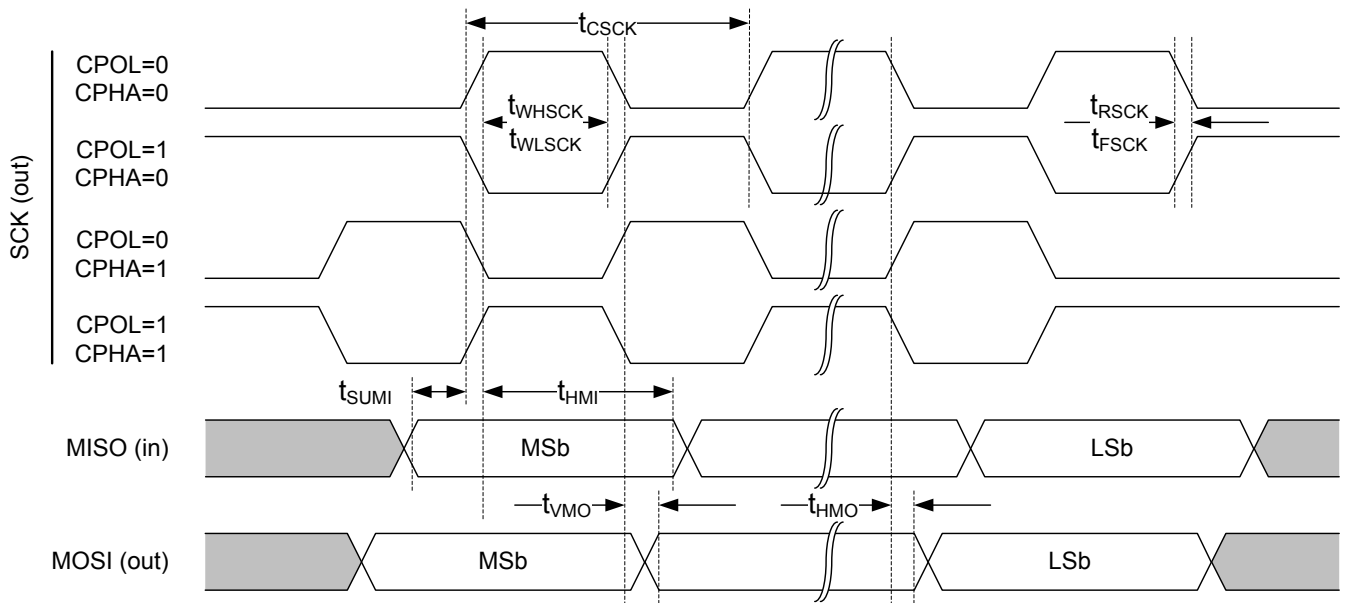 tCSCK
SCK (out)
CPOL=0
CPHA=0
tWHSCK
tWLSCK
tRSCK
tFSCK
CPOL=1
CPHA=0
CPOL=0
CPHA=1
CPOL=1
CPHA=1
tSUMI
tHMI
MISO (in)
MSb
LSb
tVMO
tHMO
MOSI (out)
MSb
LSb